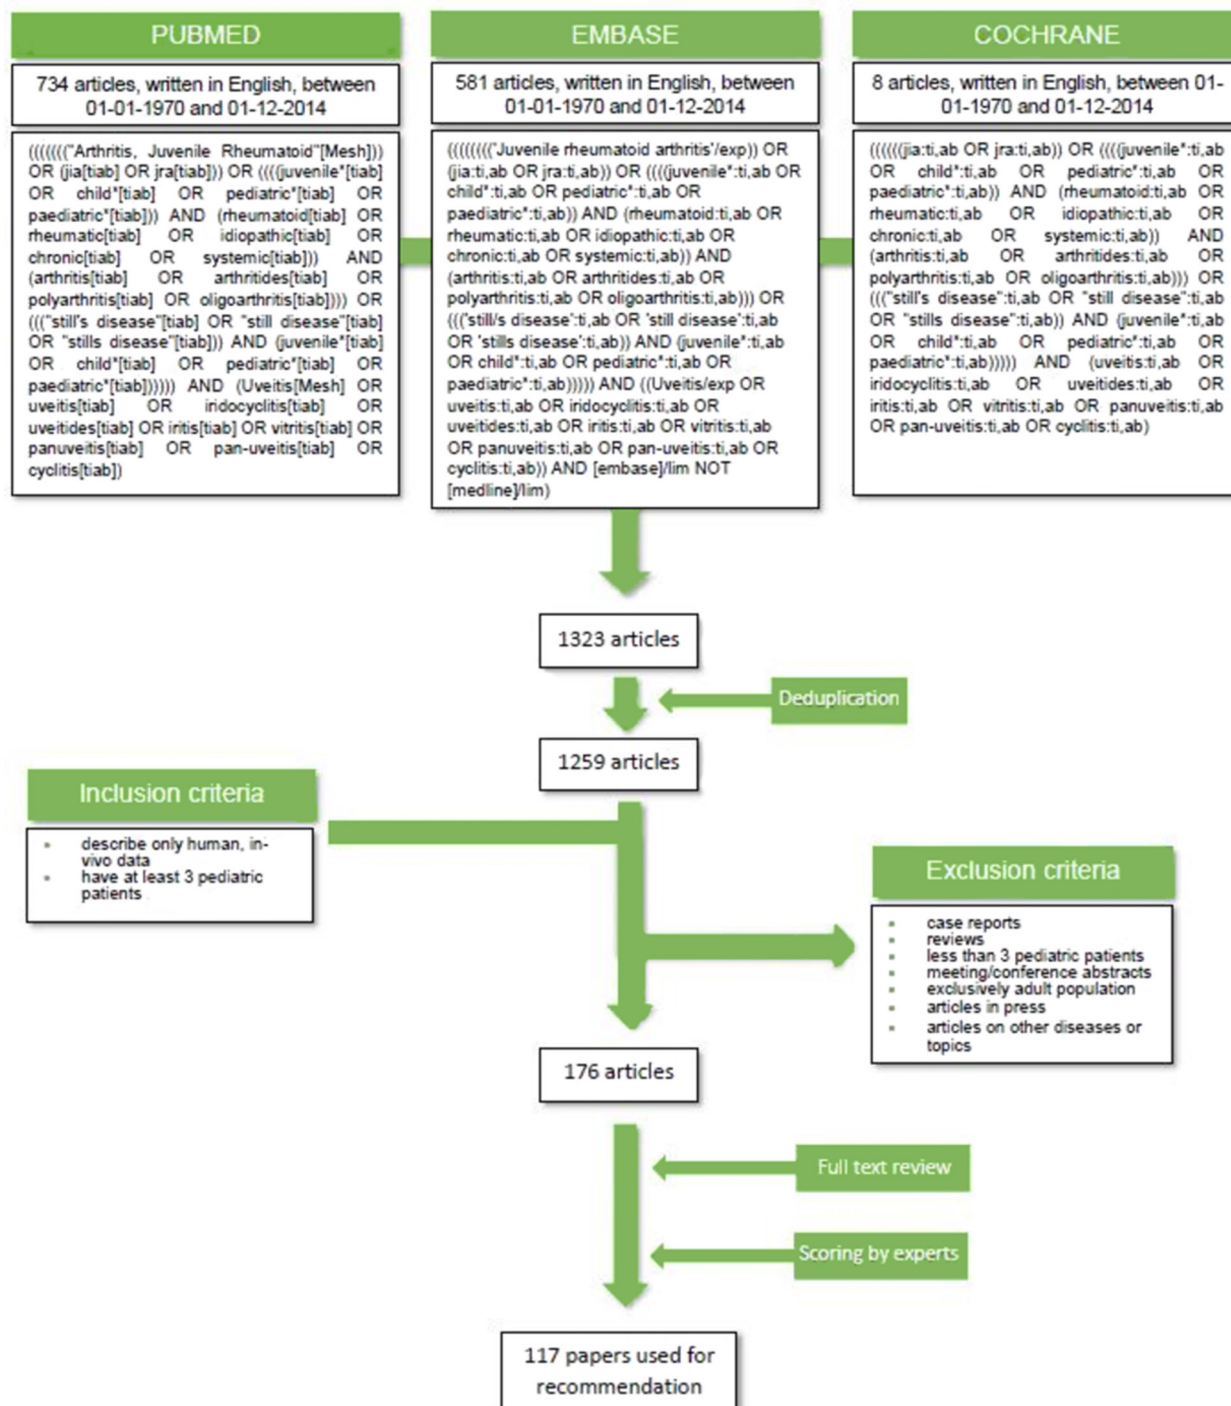 PUBMED
734 articles, written in English, between
01-01-1970 and 01-12-2014
((((((("Arthritis, Juvenile Rheumatoid"[Mesh]))
OR (jia[tiab] OR jra[tiab])) OR ((((juvenile*[tiab]
OR child*[tiab] OR pediatric*[tiab] OR
paediatric*[tiab])) AND (rheumatoid[tiab] OR
rheumatic[tiab] OR idiopathic[tiab] OR
chronic[tiab] OR systemic[tiab])) AND
(arthritis[tiab] OR arthritides[tiab] OR
polyarthritis[tiab] OR oligoarthritis[tiab]))) OR
((("still's disease"[tiab] OR "still disease"[tiab]
OR "stills disease"[tiab])) AND (juvenile*[tiab]
OR child*[tiab] OR pediatric*[tiab] OR
paediatric*[tiab])))))) AND (Uveitis[Mesh] OR
uveitis[tiab] OR iridocyclitis[tiab] OR
uveitides[tiab] OR iritis[tiab] OR vitritis[tiab] OR
panuveitis[tiab] OR pan-uveitis[tiab] OR
cyclitis[tiab])
EMBASE
581 articles, written in English, between
01-01-1970 and 01-12-2014
(((((((('Juvenile rheumatoid arthritis'/exp)) OR
(jia:ti,ab OR jra:ti,ab)) OR ((((juvenile*:ti,ab OR
child*:ti,ab OR pediatric*:ti,ab OR
paediatric*:ti,ab)) AND (rheumatoid:ti,ab OR
rheumatic:ti,ab OR idiopathic:ti,ab OR
chronic:ti,ab OR systemic:ti,ab)) AND
(arthritis:ti,ab OR arthritides:ti,ab OR
polyarthritis:ti,ab OR oligoarthritis:ti,ab))) OR
((('still/s disease':ti,ab OR 'still disease':ti,ab
OR 'stills disease':ti,ab)) AND (juvenile*:ti,ab
OR child*:ti,ab OR pediatric*:ti,ab OR
paediatric*:ti,ab))))) AND ((Uveitis/exp OR
uveitis:ti,ab OR iridocyclitis:ti,ab OR
uveitides:ti,ab OR iritis:ti,ab OR vitritis:ti,ab
OR panuveitis:ti,ab OR pan-uveitis:ti,ab OR
cyclitis:ti,ab)) AND [embase]/lim NOT
[medline]/lim)
COCHRANE
8 articles, written in English, between 01-
01-1970 and 01-12-2014
((((((jia:ti,ab OR jra:ti,ab)) OR ((((juvenile*:ti,ab
OR child*:ti,ab OR pediatric*:ti,ab OR
paediatric*:ti,ab)) AND (rheumatoid:ti,ab OR
rheumatic:ti,ab OR idiopathic:ti,ab OR
chronic:ti,ab OR systemic:ti,ab)) AND
(arthritis:ti,ab OR arthritides:ti,ab OR
polyarthritis:ti,ab OR oligoarthritis:ti,ab))) OR
((("still's disease":ti,ab OR "still disease":ti,ab
OR "stills disease":ti,ab)) AND (juvenile*:ti,ab
OR child*:ti,ab OR pediatric*:ti,ab OR
paediatric*:ti,ab))))) AND (uveitis:ti,ab OR
iridocyclitis:ti,ab OR uveitides:ti,ab OR
iritis:ti,ab OR vitritis:ti,ab OR panuveitis:ti,ab
OR pan-uveitis:ti,ab OR cyclitis:ti,ab)
1323 articles
Deduplication
1259 articles
Inclusion criteria
▪ describe only human, in-
vivo data
▪ have at least 3 pediatric
patients
Exclusion criteria
▪ case reports
▪ reviews
▪ less than 3 pediatric patients
▪ meeting/conference abstracts
▪ exclusively adult population
▪ articles in press
▪ articles on other diseases or
topics
176 articles
Full text review
Scoring by experts
117 papers used for
recommendation